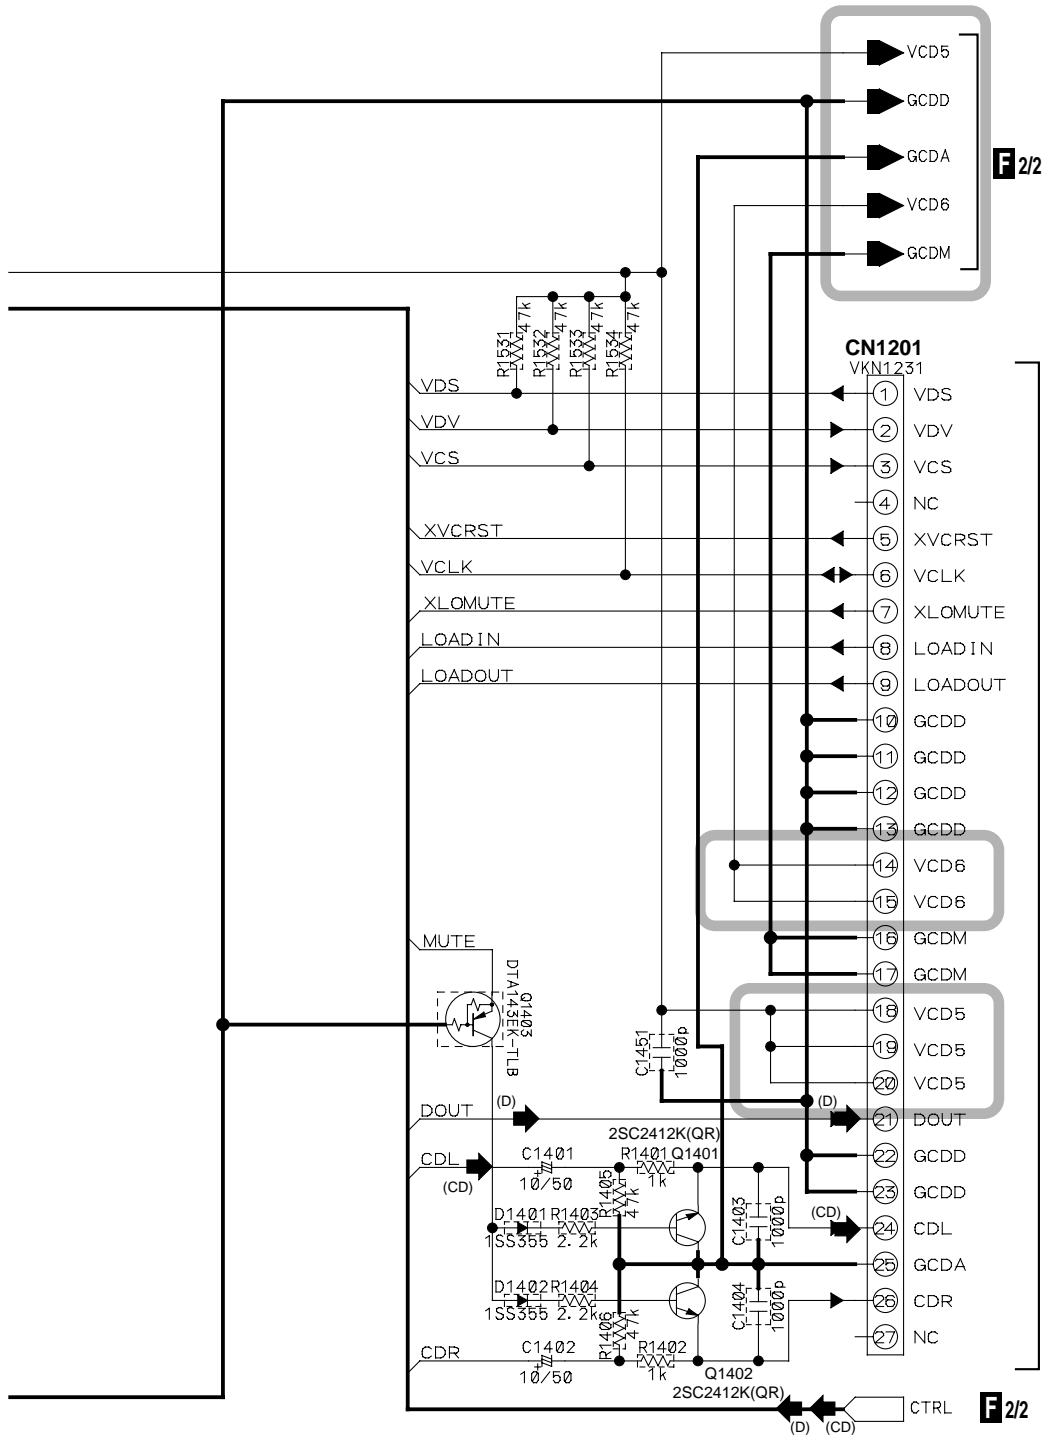 VCD5
GCDD
GCDA
F 2/2
VCD6
GCDM
R1531 47k
R1532 47k
R1533 47k
R1534 47k
CN1201
VKN1231
VDS 1 VDS
VDV 2 VDV
VCS 3 VCS
4 NC
XVCRST 5 XVCRST
VCLK 6 VCLK
XLOMUTE 7 XLOMUTE
LOADIN 8 LOADIN
LOADOUT 9 LOADOUT
10 GCDD
11 GCDD
12 GCDD
13 GCDD
14 VCD6
15 VCD6
MUTE 16 GCDM
17 GCDM
Q1403
DTA143EK-TLB
18 VCD5
C1451
1000p
19 VCD5
20 VCD5
DOUT (D) (D) 21 DOUT
2SC2412K(QR)
CDL (CD) C1401 R1401 Q1401 22 GCDD
10/50 1k
R1405 47k
C1403 1000p
23 GCDD
D1401 R1403 (CD) 24 CDL
1SS355 2.2k
25 GCDA
D1402 R1404 26 CDR
1SS355 2.2k
R1406 47k
C1404 1000p
CDR C1402 R1402 27 NC
10/50 1k
Q1402
2SC2412K(QR)
CTRL F 2/2
(D) (CD)